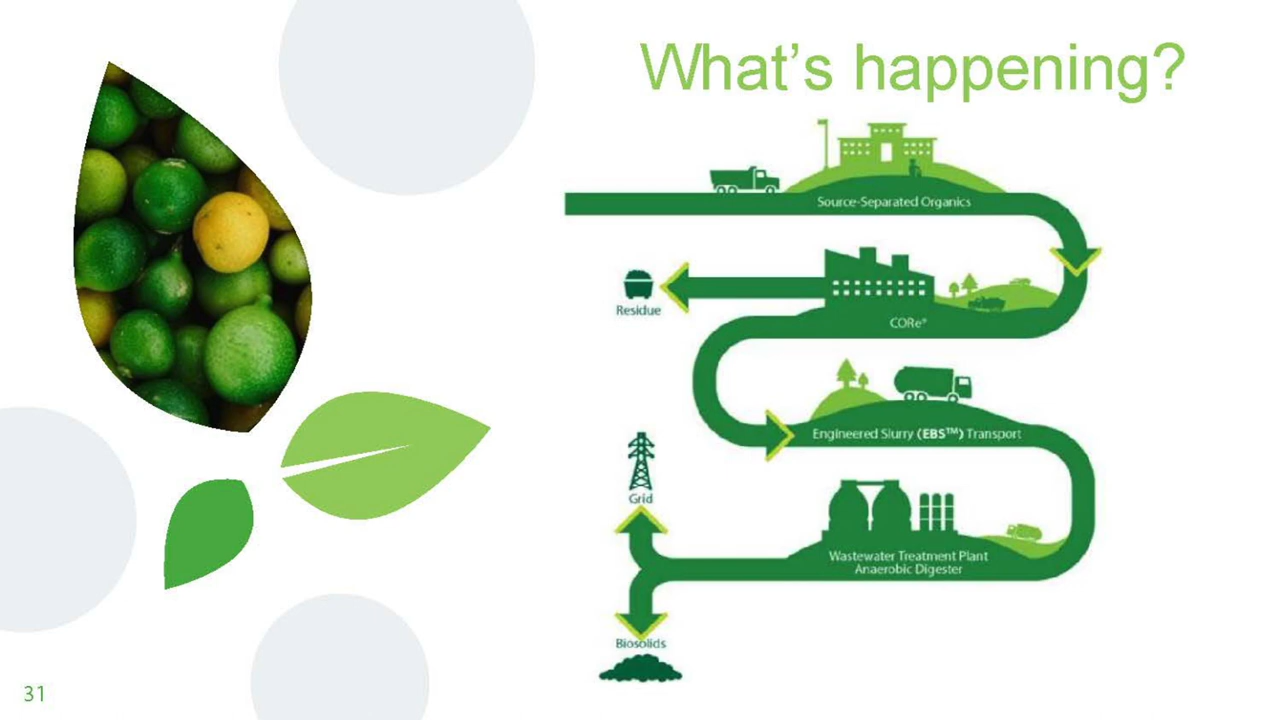 What's happening?
Source-Separated Organics
Residue
CORe®
Engineered Slurry (EBS™) Transport
Grid
Wastewater Treatment Plant
Anaerobic Digester
Biosolids
31